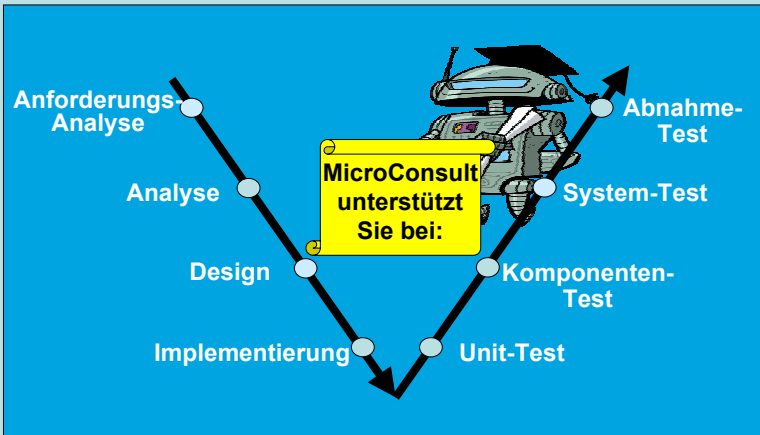 Anforderungs-
Analyse
Analyse
Design
Implementierung
MicroConsult
unterstützt
Sie bei:
Abnahme-
Test
System-Test
Komponenten-
Test
Unit-Test